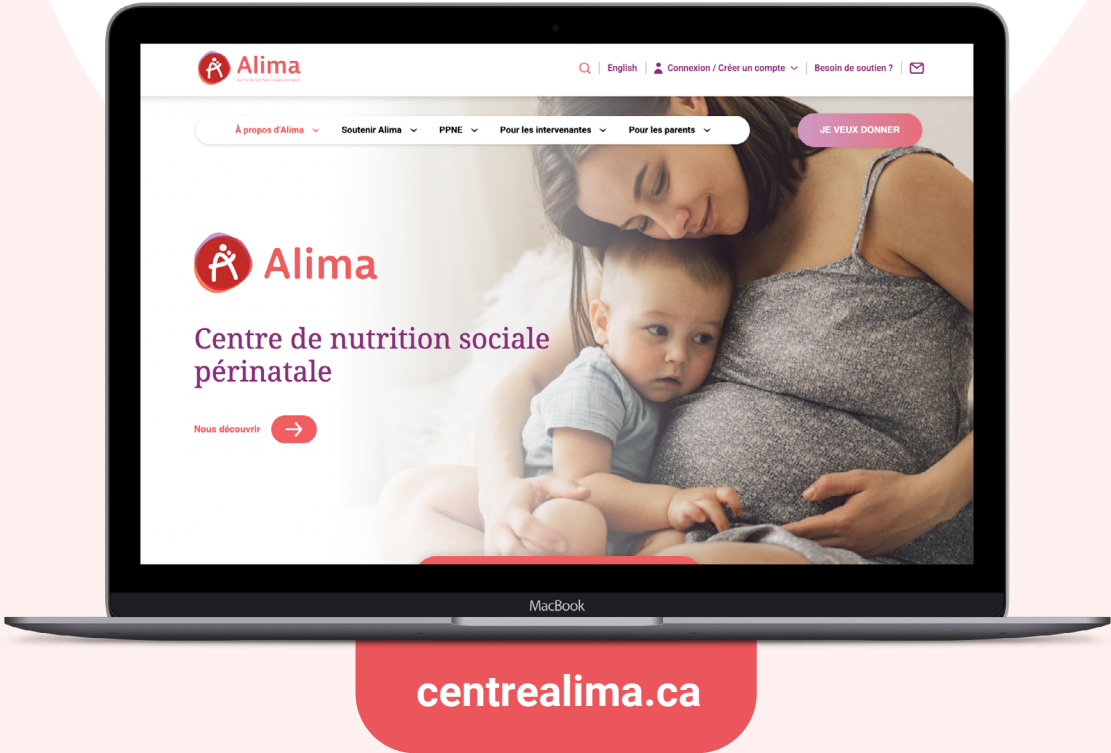 Alima
English
Connexion / Créer un compte
Besoin de soutien ?
À propos d'Alima
Soutenir Alima
PPNE
Pour les intervenantes
Pour les parents
JE VEUX DONNER
Alima
Centre de nutrition sociale
périnatale
Nous découvrir
MacBook
centrealima.ca